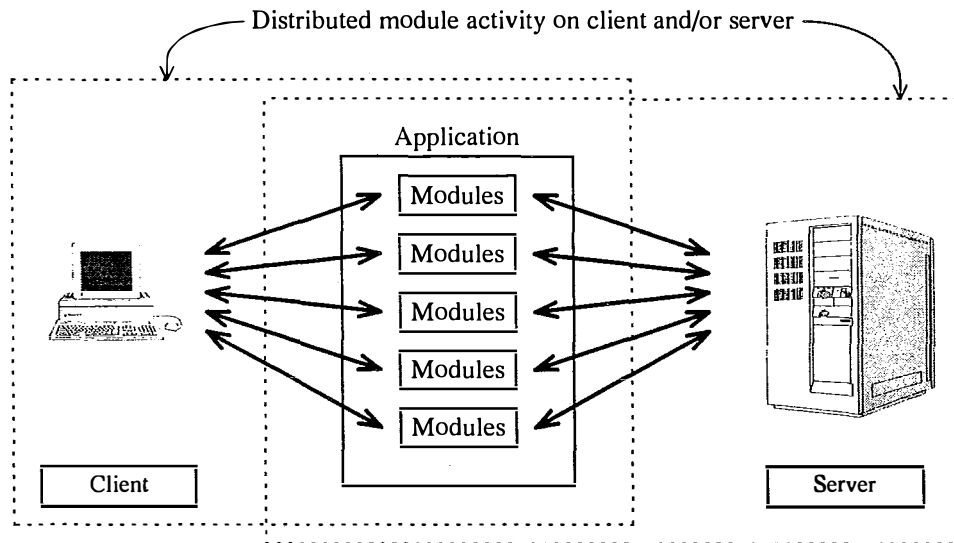 Distributed module activity on client and/or server
Application
Modules
Modules
Modules
Modules
Modules
Client
Server